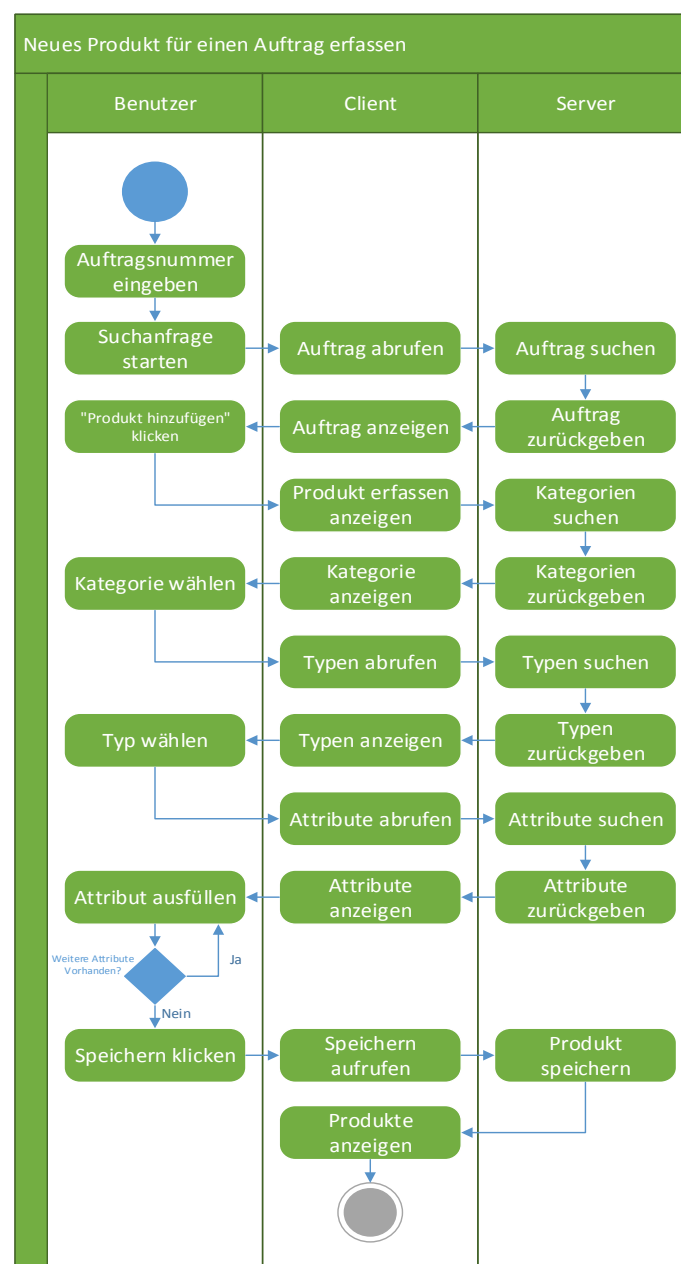 Neues Produkt für einen Auftrag erfassen
Benutzer
Client
Server
Auftragsnummer
eingeben
Suchanfrage
starten
Auftrag abrufen
Auftrag suchen
"Produkt hinzufügen"
klicken
Auftrag anzeigen
Auftrag
zurückgeben
Produkt erfassen
anzeigen
Kategorien
suchen
Kategorie wählen
Kategorie
anzeigen
Kategorien
zurückgeben
Typen abrufen
Typen suchen
Typ wählen
Typen anzeigen
Typen
zurückgeben
Attribute abrufen
Attribute suchen
Attribut ausfüllen
Attribute
anzeigen
Attribute
zurückgeben
Weitere Attribute
Vorhanden?
Ja
Nein
Speichern klicken
Speichern
aufrufen
Produkt
speichern
Produkte
anzeigen